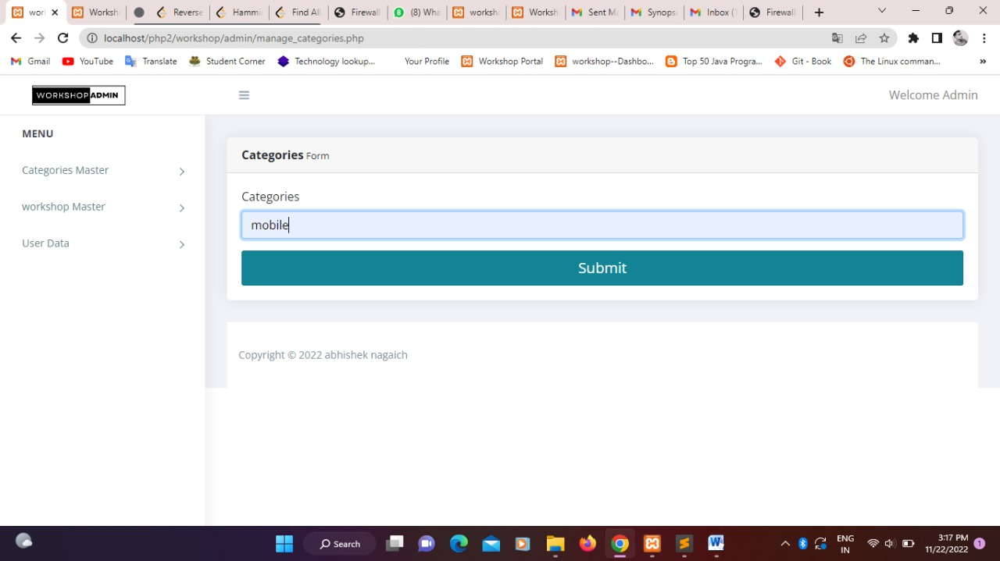 work
Worksh
Reverse
Hammin
Find All
Firewall
(8) Wha
worksho
Worksh
Sent M
Synops
Inbox (
Firewall
localhost/php2/workshop/admin/manage_categories.php
Gmail YouTube Translate Student Corner Technology lookup... Your Profile Workshop Portal workshop--Dashbo... Top 50 Java Progra... Git - Book The Linux comman... »
WORKSHOPADMIN
Welcome Admin
MENU
Categories Master
workshop Master
User Data
Categories Form
Categories
mobile
Submit
Copyright © 2022 abhishek nagaich
Search
ENG
IN
3:17 PM
11/22/2022
1